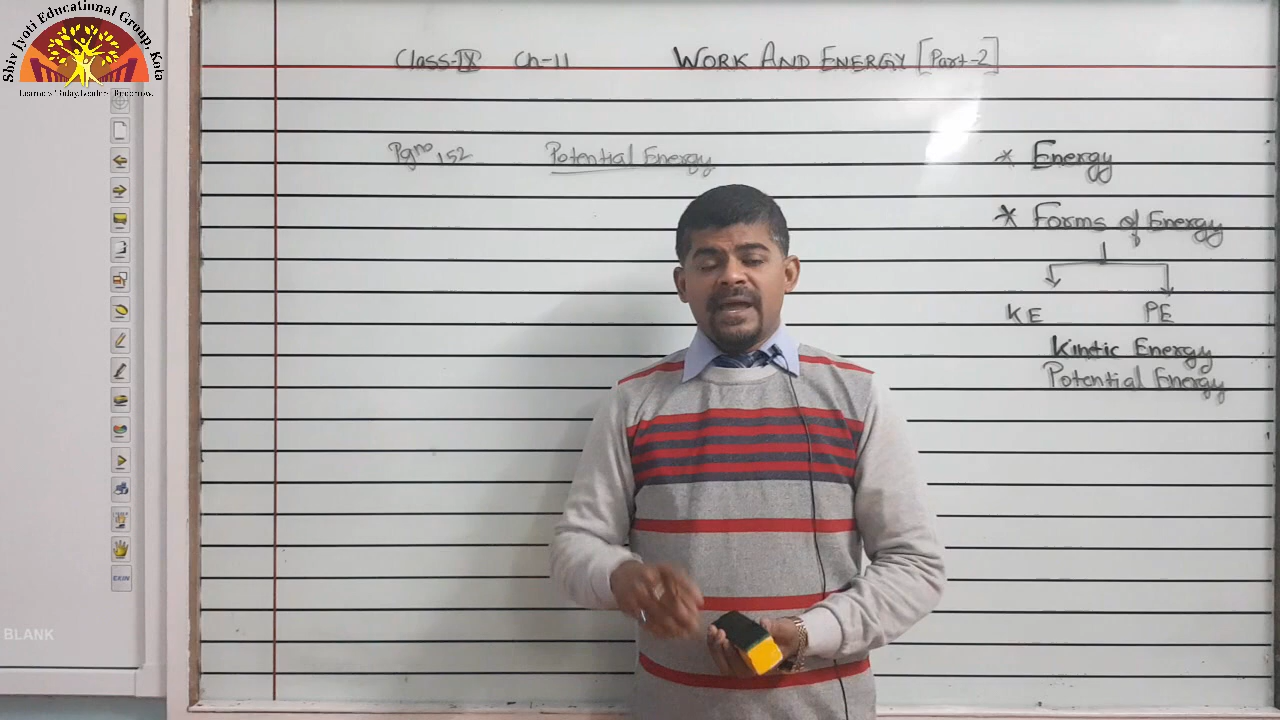 Shiv Jyoti Educational Group, Kota
Class-IX Ch-11 WORK AND ENERGY [Part-2]
Pg no 152 Potential Energy
* Energy
* Forms of Energy
KE PE
Kinetic Energy
Potential Energy
EKIN
BLANK